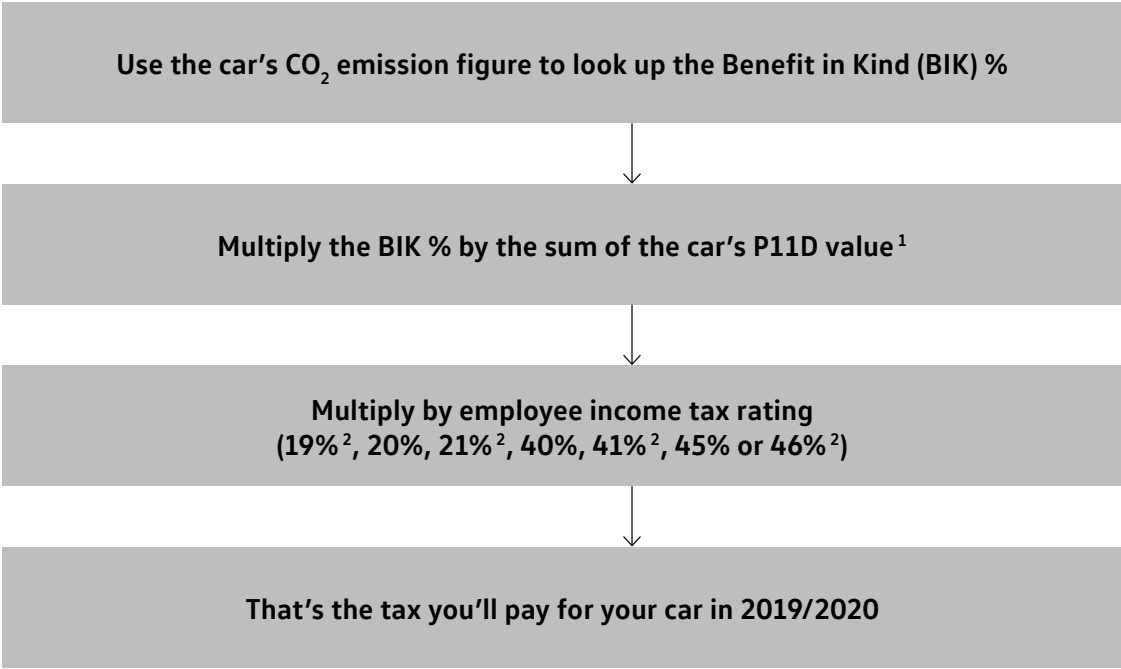 Use the car's CO₂ emission figure to look up the Benefit in Kind (BIK) %
Multiply the BIK % by the sum of the car's P11D value ¹
Multiply by employee income tax rating
(19% ², 20%, 21% ², 40%, 41% ², 45% or 46% ²)
That's the tax you'll pay for your car in 2019/2020